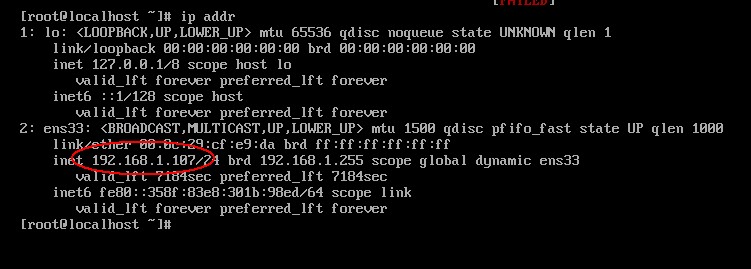 [FAILED]
[root@localhost ~]# ip addr
1: lo: <LOOPBACK,UP,LOWER_UP> mtu 65536 qdisc noqueue state UNKNOWN qlen 1
    link/loopback 00:00:00:00:00:00 brd 00:00:00:00:00:00
    inet 127.0.0.1/8 scope host lo
       valid_lft forever preferred_lft forever
    inet6 ::1/128 scope host
       valid_lft forever preferred_lft forever
2: ens33: <BROADCAST,MULTICAST,UP,LOWER_UP> mtu 1500 qdisc pfifo_fast state UP qlen 1000
    link/ether 00:0c:29:cf:e9:da brd ff:ff:ff:ff:ff:ff
    inet 192.168.1.107/24 brd 192.168.1.255 scope global dynamic ens33
       valid_lft 7184sec preferred_lft 7184sec
    inet6 fe80::358f:83e8:301b:98ed/64 scope link
       valid_lft forever preferred_lft forever
[root@localhost ~]#